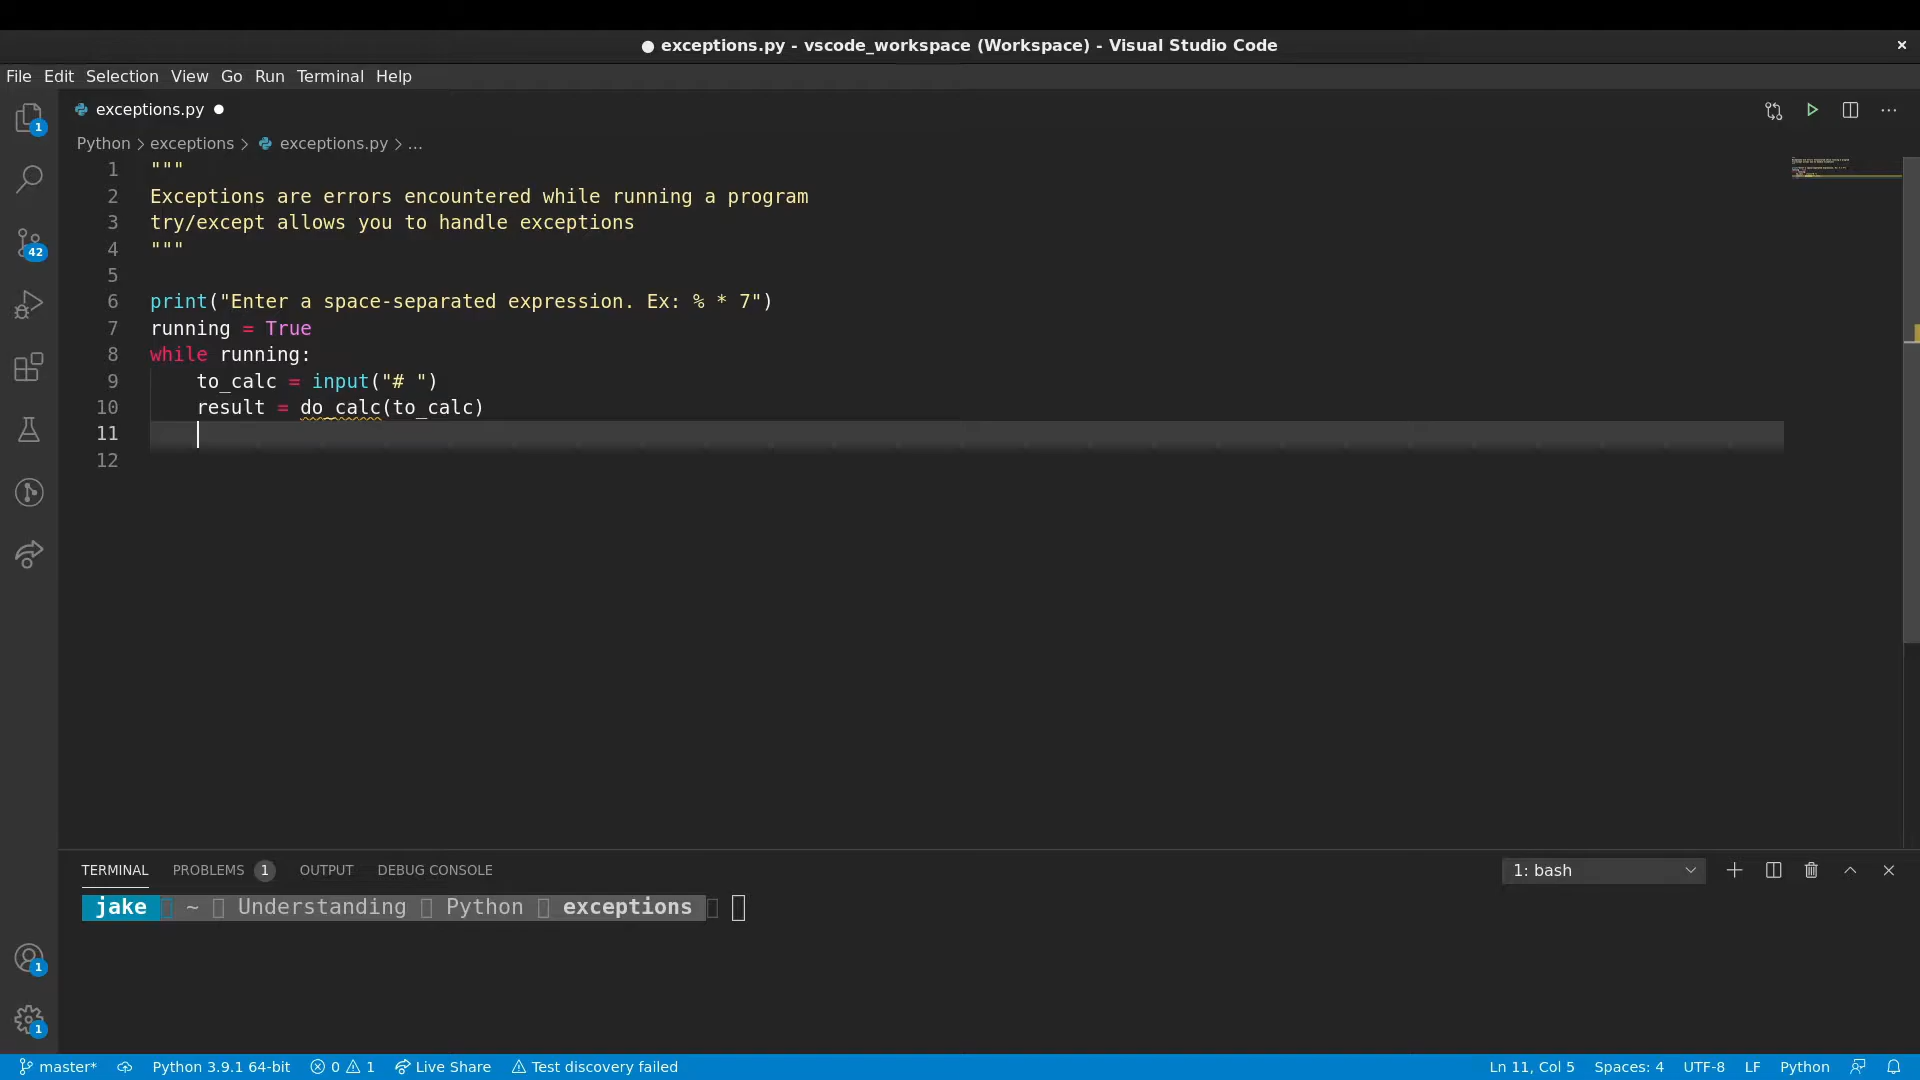 ● exceptions.py - vscode_workspace (Workspace) - Visual Studio Code
File Edit Selection View Go Run Terminal Help
exceptions.py ●
Python > exceptions > exceptions.py > ...
1 """
2 Exceptions are errors encountered while running a program
3 try/except allows you to handle exceptions
4 """
5
6 print("Enter a space-separated expression. Ex: % * 7")
7 running = True
8 while running:
9     to_calc = input("# ")
10     result = do_calc(to_calc)
11
12
1
42
TERMINAL PROBLEMS 1 OUTPUT DEBUG CONSOLE 1: bash
jake ~ Understanding Python exceptions
1
1
master* Python 3.9.1 64-bit 0 1 Live Share Test discovery failed Ln 11, Col 5 Spaces: 4 UTF-8 LF Python